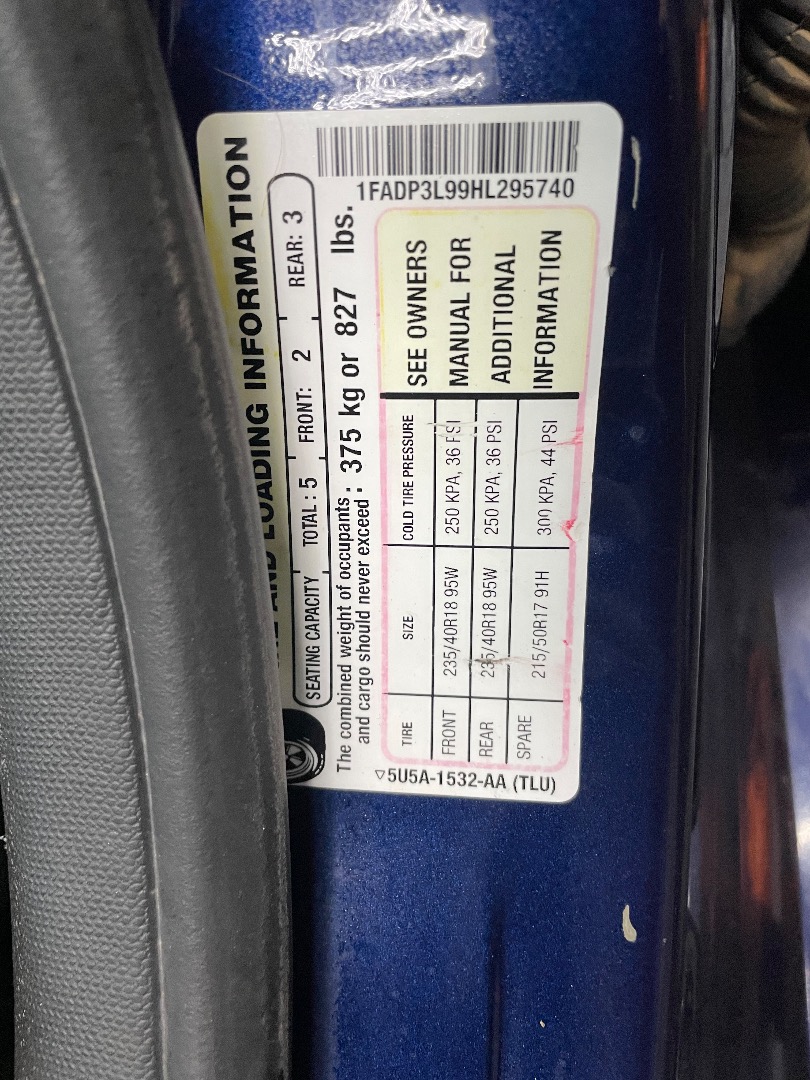 AND LOADING INFORMATION
SEATING CAPACITY TOTAL : 5 FRONT: 2 REAR: 3
The combined weight of occupants and cargo should never exceed : 375 kg or 827 lbs.
1FADP3L99HL295740
TIRE SIZE COLD TIRE PRESSURE
FRONT 235/40R18 95W 250 KPA, 36 PSI
REAR 235/40R18 95W 250 KPA, 36 PSI
SPARE 215/50R17 91H 300 KPA, 44 PSI
SEE OWNERS
MANUAL FOR
ADDITIONAL
INFORMATION
▽5U5A-1532-AA (TLU)